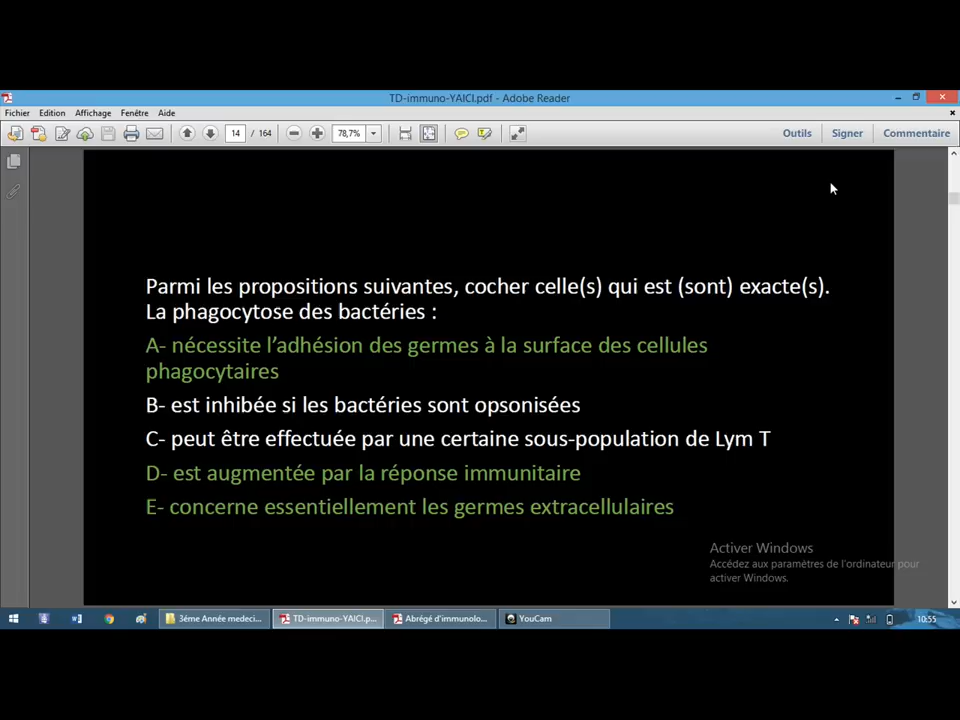 TD-immuno-YAICI.pdf - Adobe Reader
Fichier Edition Affichage Fenêtre Aide
14 / 164 78,7% Outils Signer Commentaire
Parmi les propositions suivantes, cocher celle(s) qui est (sont) exacte(s).
La phagocytose des bactéries :
A- nécessite l’adhésion des germes à la surface des cellules
phagocytaires
B- est inhibée si les bactéries sont opsonisées
C- peut être effectuée par une certaine sous-population de Lym T
D- est augmentée par la réponse immunitaire
E- concerne essentiellement les germes extracellulaires
Activer Windows
Accédez aux paramètres de l'ordinateur pour
activer Windows.
3éme Année medeci... TD-immuno-YAICI.p... Abrégé d'immunolo... YouCam 10:55